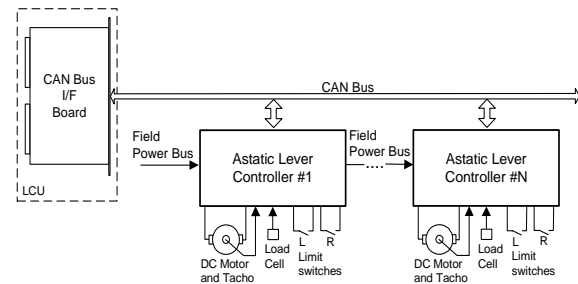 CAN Bus
I/F
Board
LCU
CAN Bus
Field
Power Bus
Astatic Lever
Controller #1
Field
Power Bus
....
Astatic Lever
Controller #N
DC Motor
and Tacho
Load
Cell
L
R
Limit
switches
DC Motor
and Tacho
Load
Cell
L
R
Limit
switches